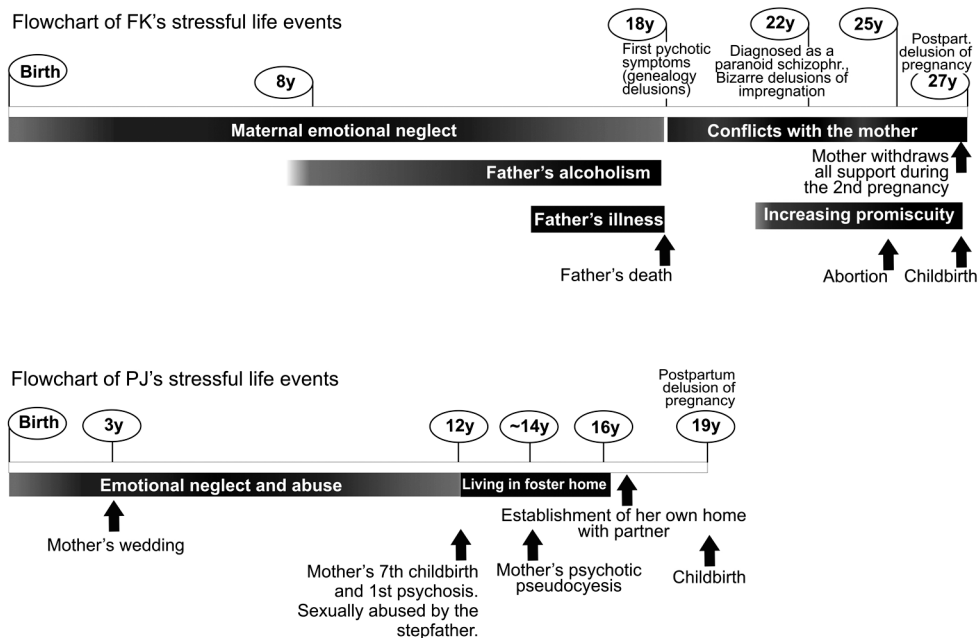 Flowchart of FK's stressful life events
Birth
8y
18y
22y
25y
27y
First pychotic
symptoms
(genealogy
delusions)
Diagnosed as a
paranoid schizophr.,
Bizarre delusions of
impregnation
Postpart.
delusion of
pregnancy
Maternal emotional neglect
Conflicts with the mother
Father's alcoholism
Mother withdraws
all support during
the 2nd pregnancy
Father's illness
Increasing promiscuity
Father's death
Abortion
Childbirth
Flowchart of PJ's stressful life events
Birth
3y
12y
~14y
16y
Postpartum
delusion of
pregnancy
19y
Emotional neglect and abuse
Living in foster home
Mother's wedding
Establishment of her own home
with partner
Mother's 7th childbirth
and 1st psychosis.
Sexually abused by the
stepfather.
Mother's psychotic
pseudocyesis
Childbirth